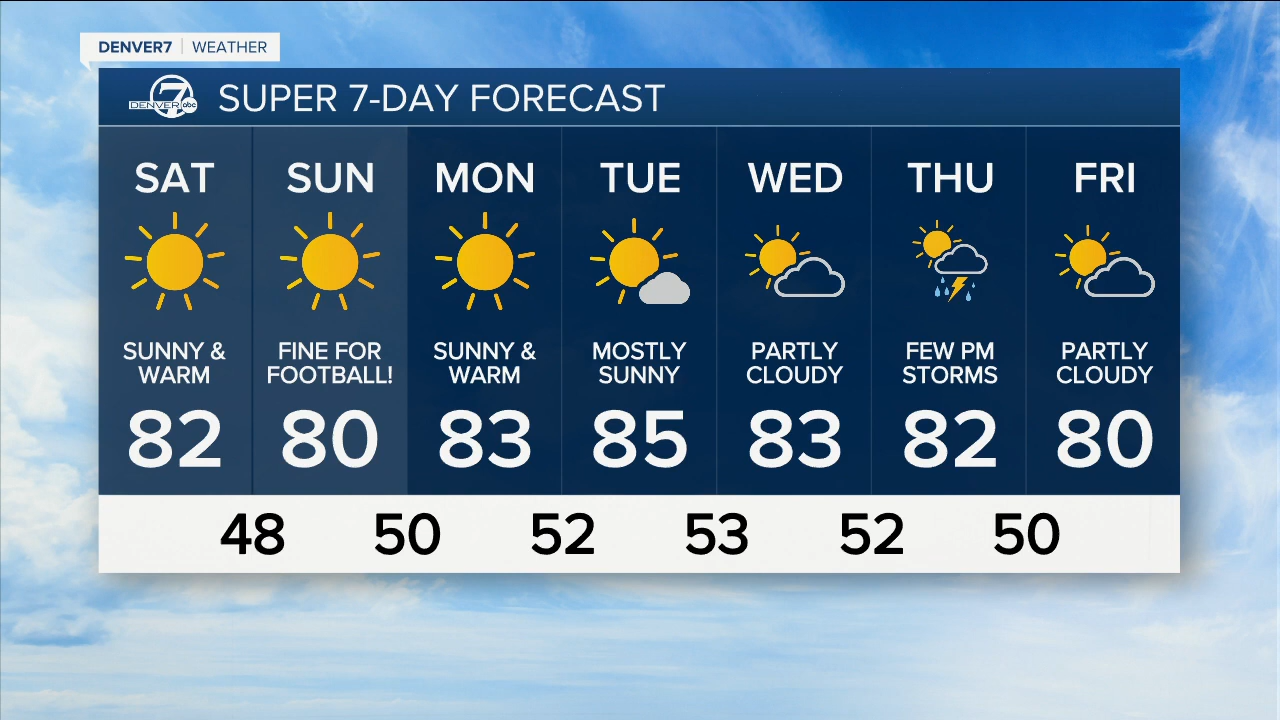 DENVER7 | WEATHER
DENVER 7 abc
SUPER 7-DAY FORECAST
SAT SUN MON TUE WED THU FRI
SUNNY & FINE FOR SUNNY & MOSTLY PARTLY FEW PM PARTLY
WARM FOOTBALL! WARM SUNNY CLOUDY STORMS CLOUDY
82 80 83 85 83 82 80
48 50 52 53 52 50